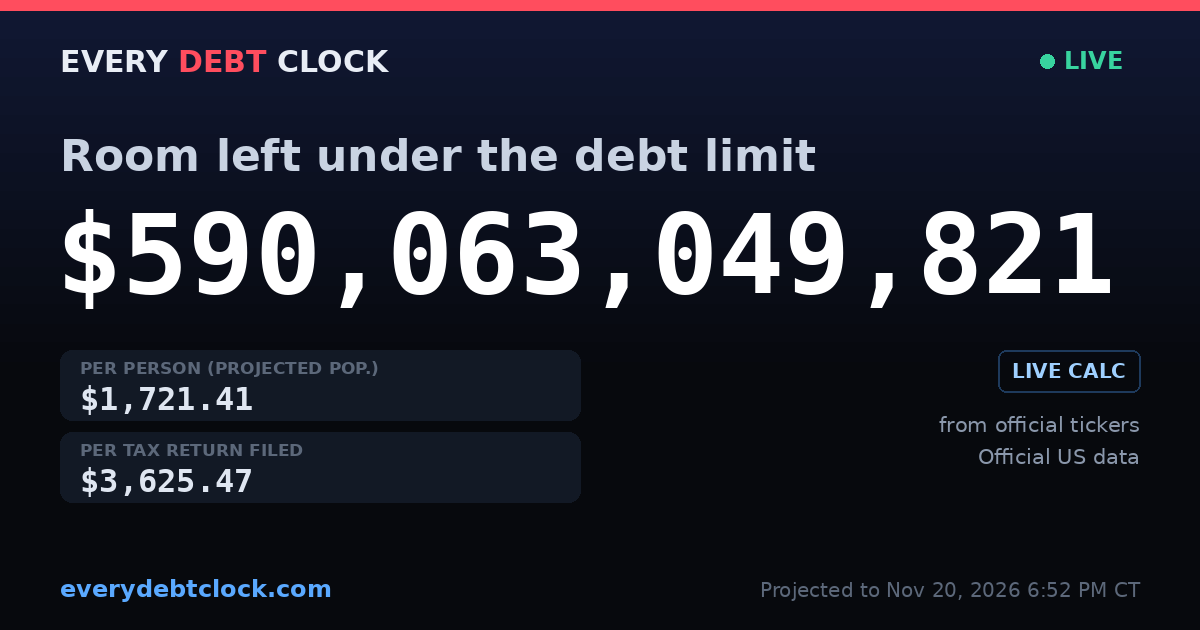 EVERY DEBT CLOCK
LIVE
Room left under the debt limit
$590,063,049,821
PER PERSON (PROJECTED POP.)
$1,721.41
PER TAX RETURN FILED
$3,625.47
LIVE CALC
from official tickers
Official US data
everydebtclock.com
Projected to Nov 20, 2026 6:52 PM CT